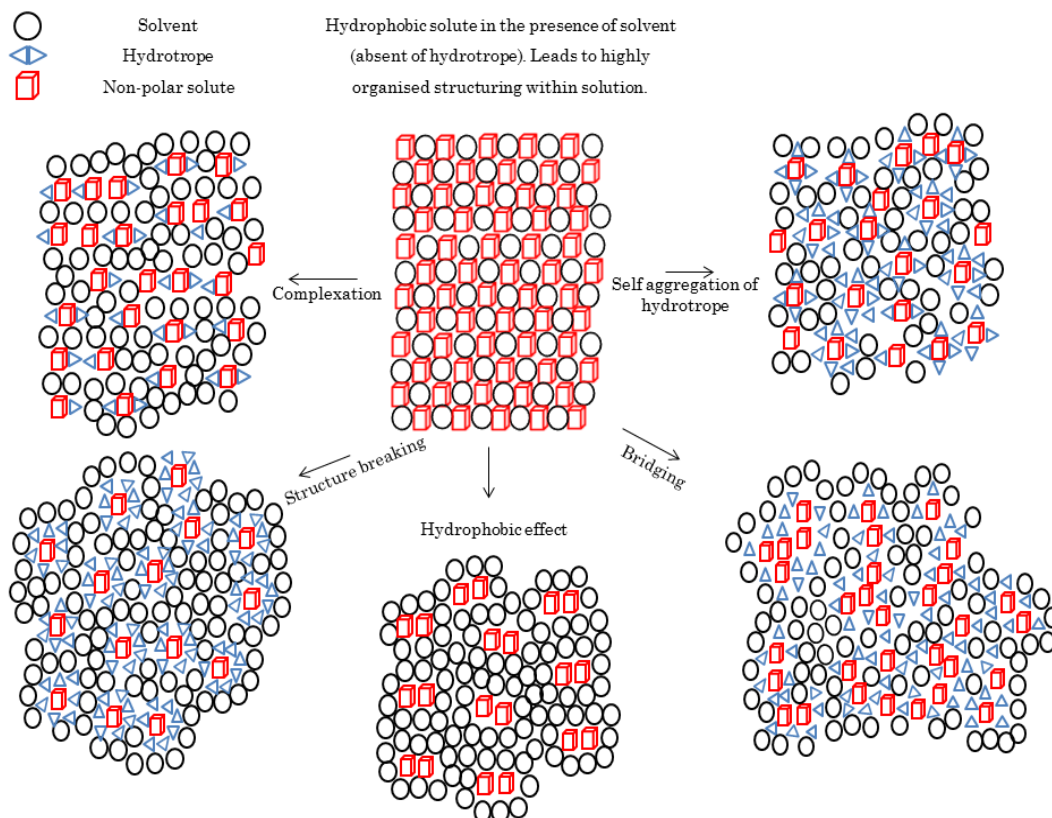 Solvent
Hydrotrope
Non-polar solute
Hydrophobic solute in the presence of solvent
(absent of hydrotrope). Leads to highly
organised structuring within solution.
Complexation
Self aggregation of
hydrotrope
Structure breaking
Bridging
Hydrophobic effect